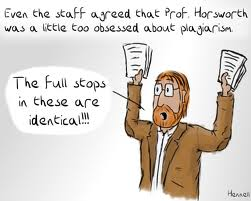 Even the staff agreed that Prof. Horsworth
was a little too obsessed about plagiarism.
The full stops
in these are
identical!!!
Hennell